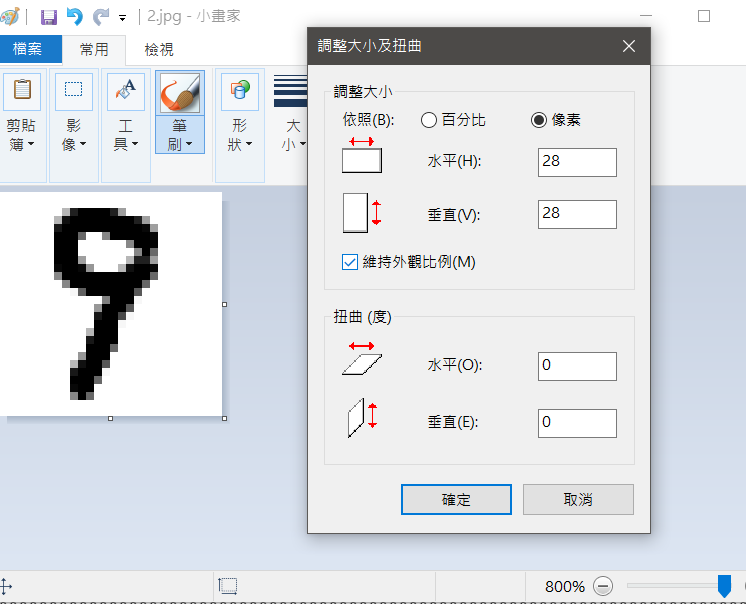 2.jpg - 小畫家
檔案 常用 檢視
剪貼簿
影像
工具
筆刷
形狀
大小
9
調整大小及扭曲
調整大小
依照(B): 百分比 像素
水平(H): 28
垂直(V): 28
維持外觀比例(M)
扭曲 (度)
水平(O): 0
垂直(E): 0
確定 取消
800%